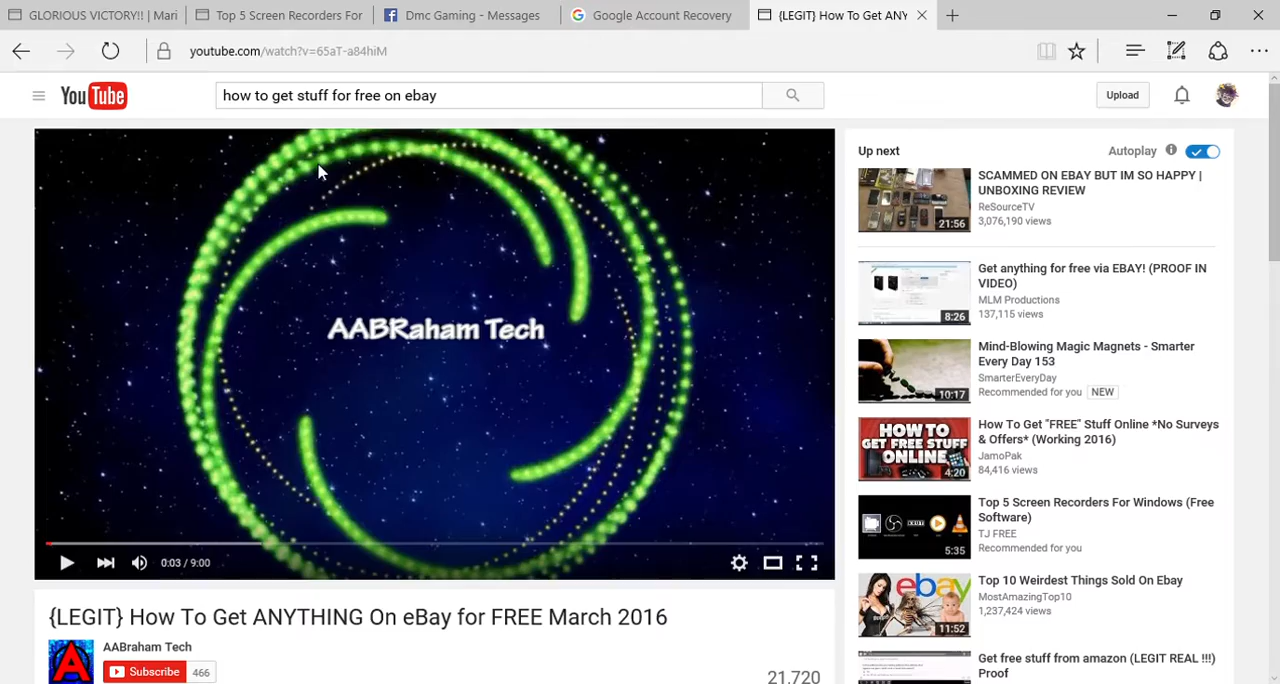 GLORIOUS VICTORY!! | Mari
Top 5 Screen Recorders For
Dmc Gaming - Messages
Google Account Recovery
{LEGIT} How To Get ANY
youtube.com/watch?v=65aT-a84hiM
YouTube
how to get stuff for free on ebay
Upload
AABRaham Tech
0:03 / 9:00
{LEGIT} How To Get ANYTHING On eBay for FREE March 2016
AABRaham Tech
Subscribe
21,720
Up next
Autoplay
SCAMMED ON EBAY BUT IM SO HAPPY |
UNBOXING REVIEW
ReSourceTV
3,076,190 views
21:56
Get anything for free via EBAY! (PROOF IN
VIDEO)
MLM Productions
137,115 views
8:26
Mind-Blowing Magic Magnets - Smarter
Every Day 153
SmarterEveryDay
Recommended for you NEW
10:17
How To Get "FREE" Stuff Online *No Surveys
& Offers* (Working 2016)
JamoPak
84,416 views
HOW TO
GET FREE STUFF
ONLINE
4:20
Top 5 Screen Recorders For Windows (Free
Software)
TJ FREE
Recommended for you
5:35
Top 10 Weirdest Things Sold On Ebay
MostAmazingTop10
1,237,424 views
ebay
11:52
Get free stuff from amazon (LEGIT REAL !!!)
Proof